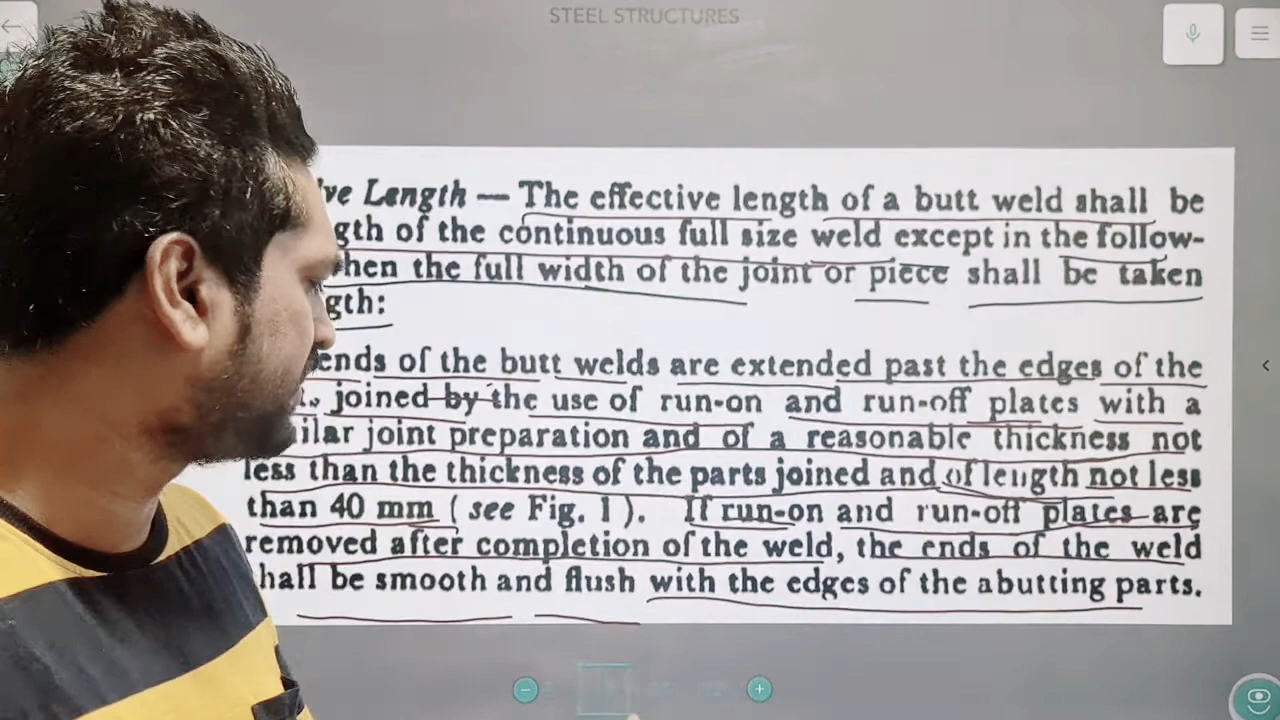 STEEL STRUCTURES
ive Length — The effective length of a butt weld shall be
gth of the continuous full size weld except in the follow-
hen the full width of the joint or piece shall be taken
gth:
ends of the butt welds are extended past the edges of the
joined by the use of run-on and run-off plates with a
ilar joint preparation and of a reasonable thickness not
less than the thickness of the parts joined and of length not less
than 40 mm ( see Fig. 1 ). If run-on and run-off plates are
removed after completion of the weld, the ends of the weld
hall be smooth and flush with the edges of the abutting parts.